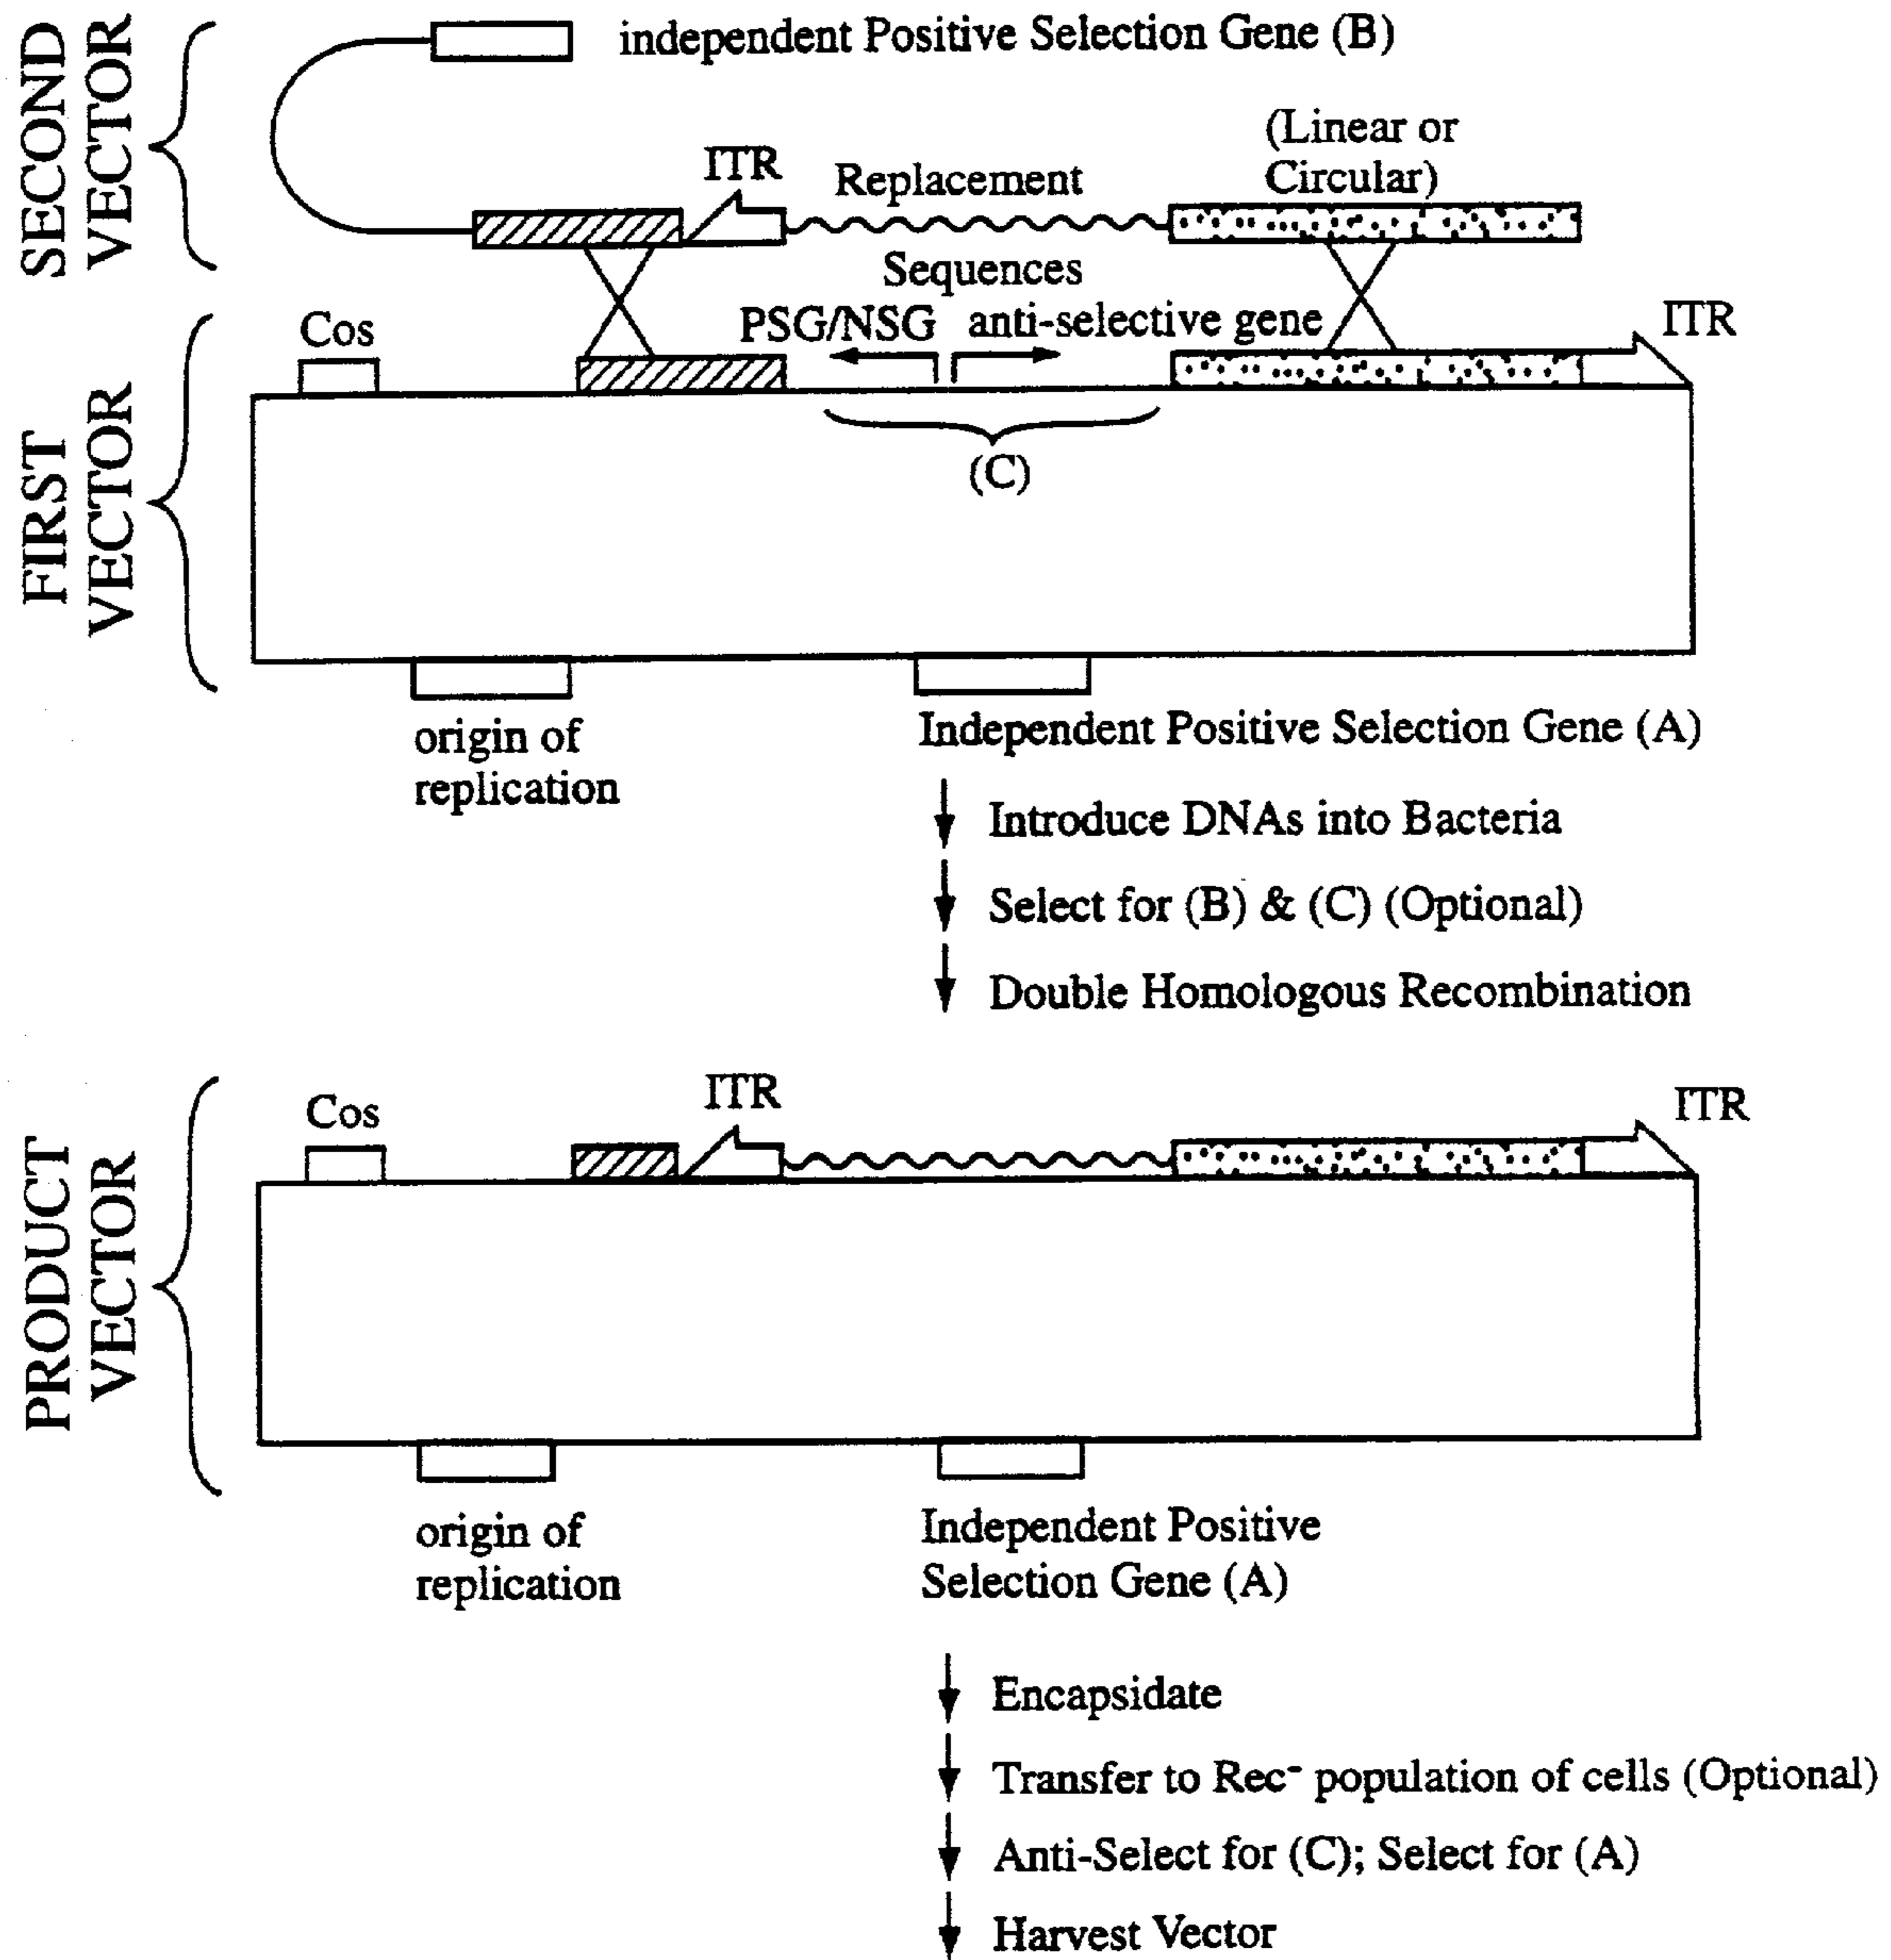 SECOND
VECTOR
independent Positive Selection Gene (B)
(Linear or
Circular)
ITR
Replacement
Sequences
FIRST
VECTOR
Cos
PSG/NSG
anti-selective gene
ITR
(C)
origin of
replication
Independent Positive Selection Gene (A)
Introduce DNAs into Bacteria
Select for (B) & (C) (Optional)
Double Homologous Recombination
PRODUCT
VECTOR
Cos
ITR
ITR
origin of
replication
Independent Positive
Selection Gene (A)
Encapsidate
Transfer to Rec⁻ population of cells (Optional)
Anti-Select for (C); Select for (A)
Harvest Vector